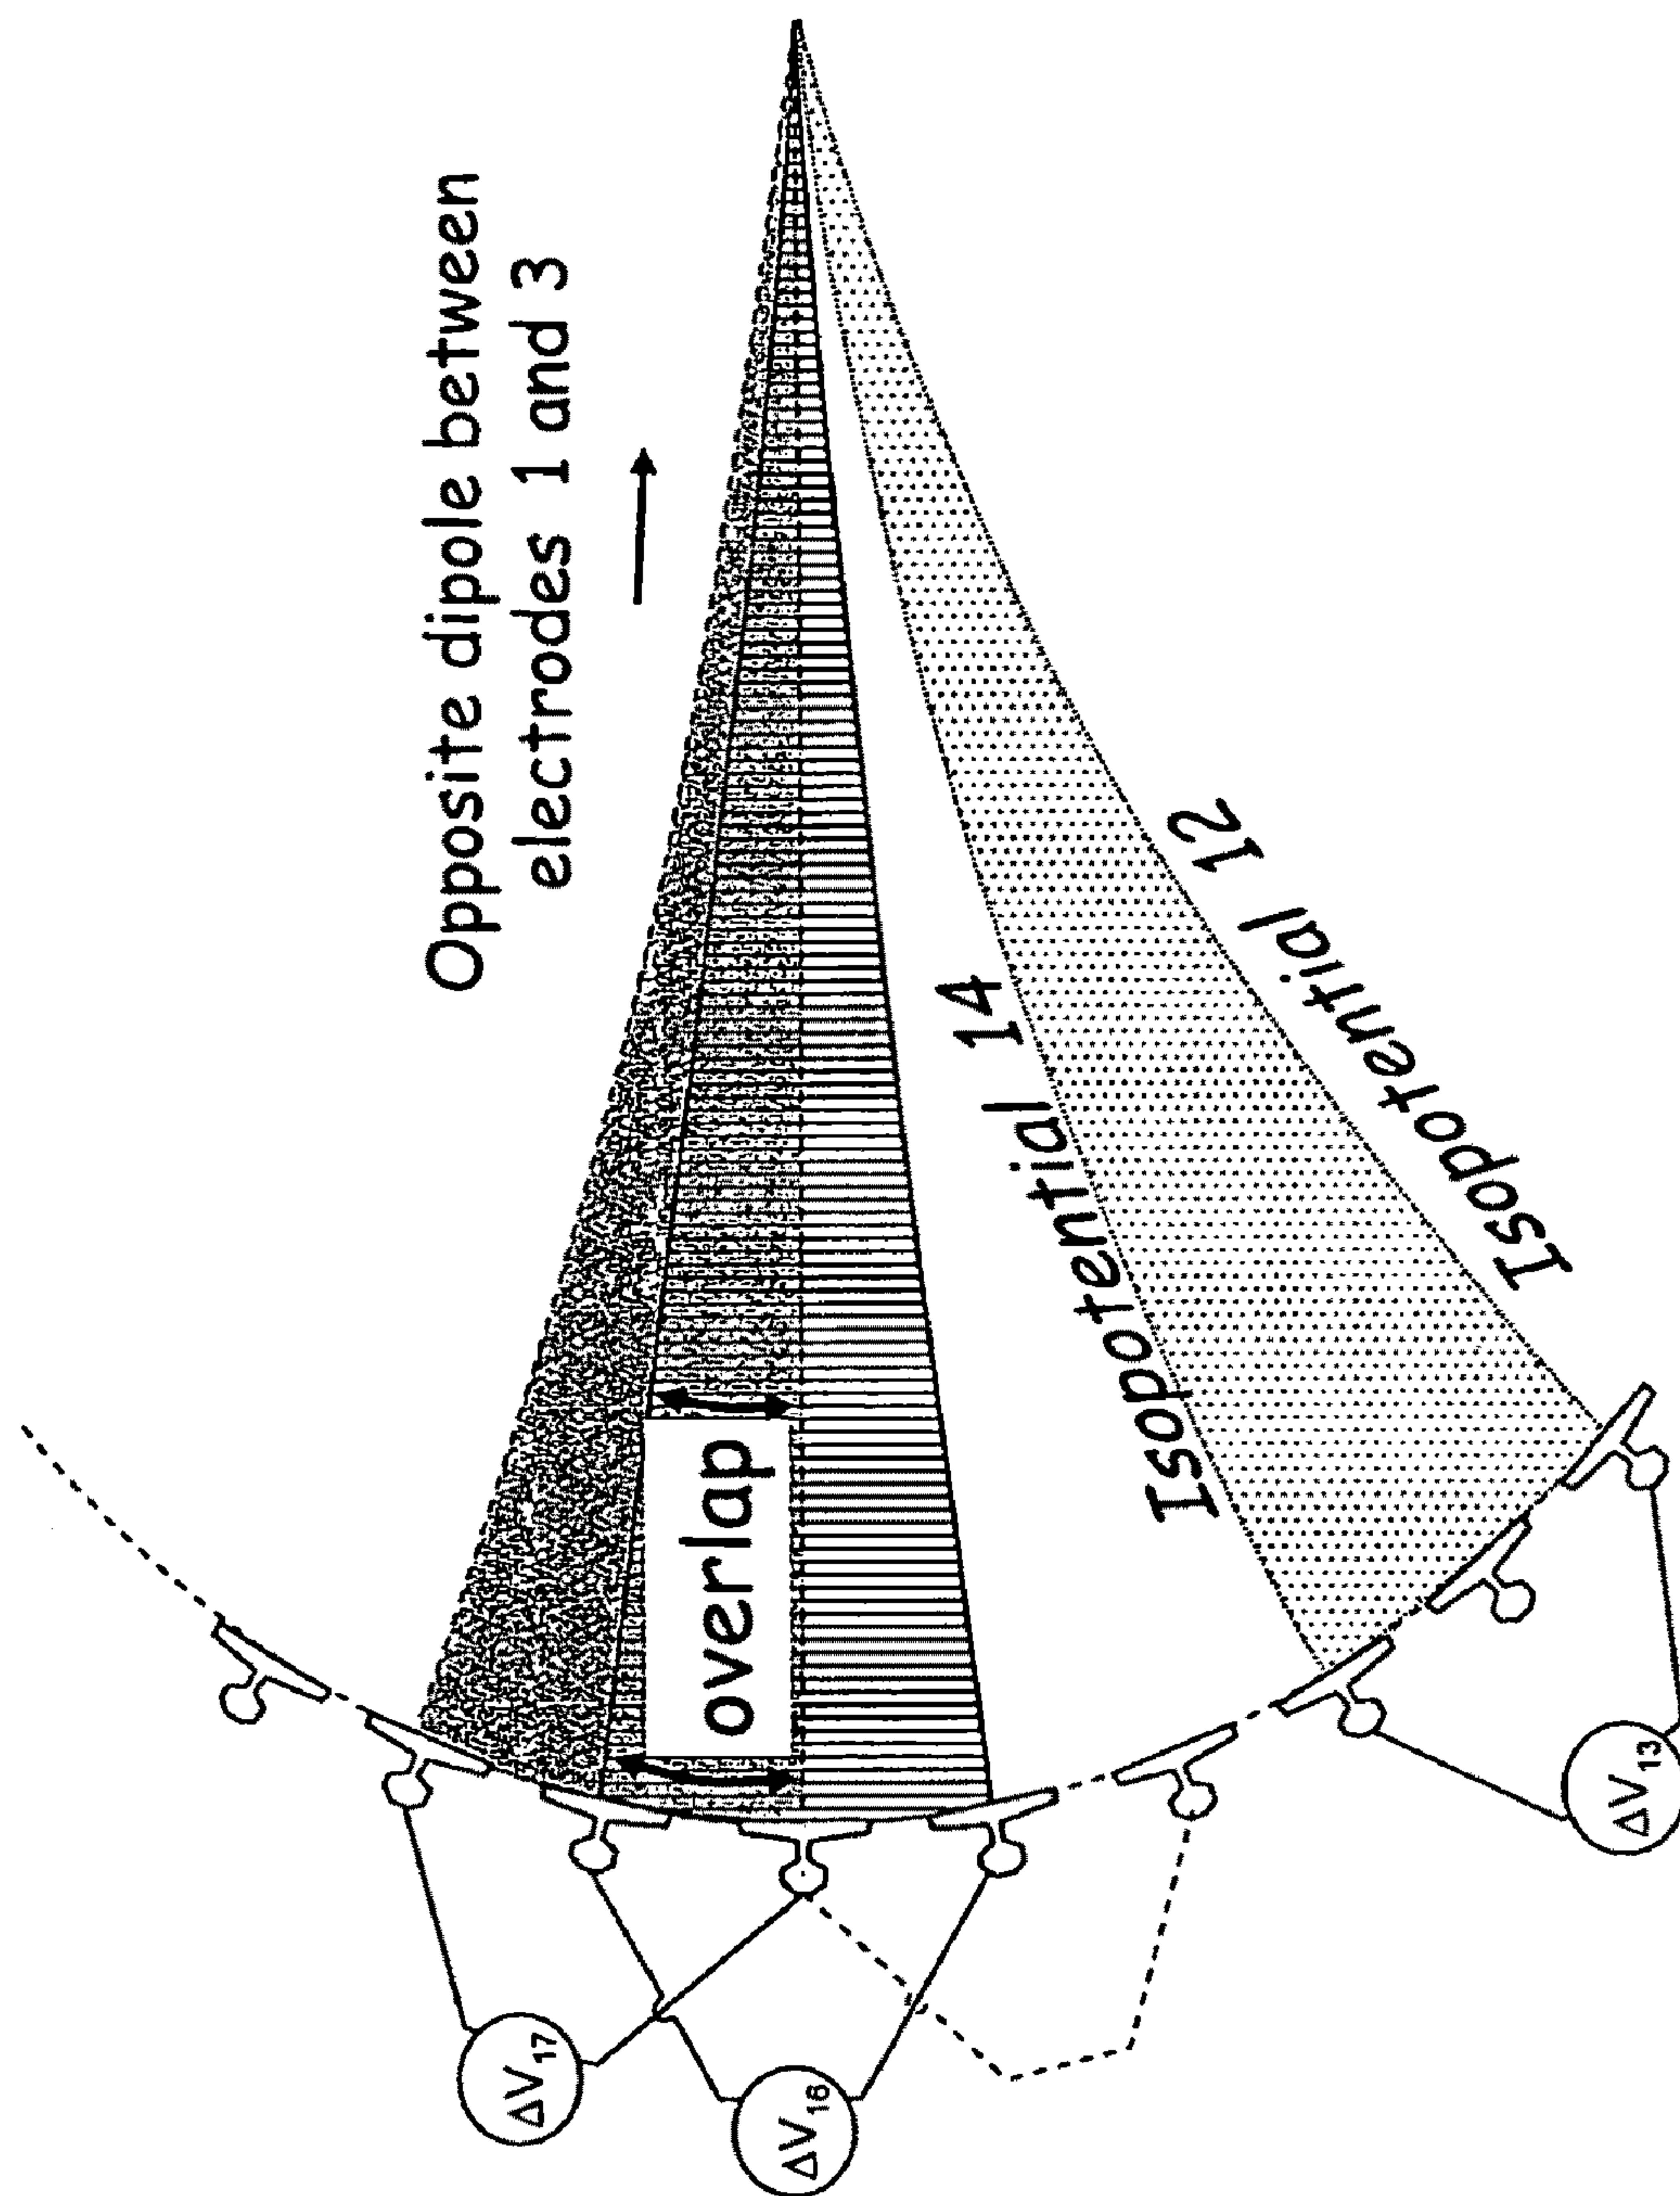 Opposite dipole between
electrodes 1 and 3
overlap
Isopotential 14
Isopotential 12
ΔV₁₇
ΔV₁₆
ΔV₁₃